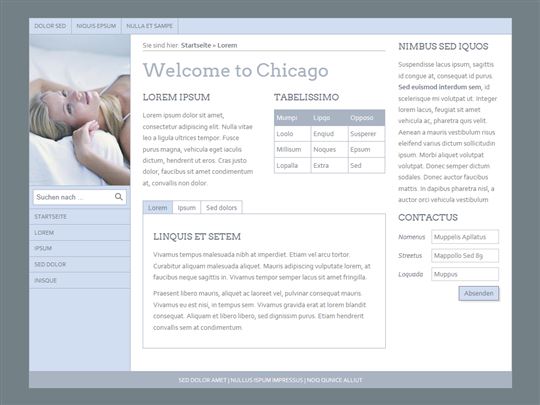 DOLOR SED NIQUIS EPSUM NULLA ET SAMPE
Suchen nach ...
STARTSEITE
LOREM
IPSUM
SED DOLOR
INISQUE
Sie sind hier: Startseite » Lorem
Welcome to Chicago
LOREM IPSUM
Lorem ipsum dolor sit amet,
consectetur adipiscing elit. Nulla vitae
leo a ligula ultrices tempor. Fusce
purus magna, vehicula eget iaculis
dictum, hendrerit ut eros. Cras justo
dolor, faucibus sit amet condimentum
at, consectetur dignissim nulla.
TABELISSIMO
Mumpi Lipqo Opposo
Loolo Enqiud Susperer
Millisum Noques Epsum
Lopalla Extra Sed
Lorem Ipsum Sed dolors
LINQUIS ET SETEM
Vivamus tempus malesuada nibh at imperdiet. Etiam vel arcu tortor.
Curabitur aliquam malesuada aliquet. Mauris adipiscing vulputate lorem, at
faucibus neque sagittis in. Vivamus tempor semper lacus sit amet fringilla.
Praesent libero mauris, aliquet ac laoreet vel, pulvinar consequat mauris.
Vivamus eu est nisi, in tempus sem. Vivamus gravida erat at lorem blandit
consequat. Aliquam et libero libero, sed dignissim purus. Etiam hendrerit
convallis sem at condimentum.
NIMBUS SED IQUOS
Suspendisse lacus ipsum, sagittis
id congue at, consequat id purus.
Sed euismod interdum sem, id
scelerisque mi volutpat ut. Integer
lorem lacus, feugiat sit amet
vehicula ac, pharetra quis velit.
Aenean a mauris vestibulum risus
eleifend varius dictum sollicitudin
ipsum. Morbi aliquet volutpat
volutpat. Donec semper dictum
sodales. Donec auctor faucibus
mattis. In dapibus pharetra nisl, a
auctor orci vehicula vestibulum
CONTACTUS
Namenus Muppelis Apllatus
Streetus Mappollo Sed 89
Loquada Muppus
Absenden
SED DOLOR AMET | NULLUS ISPUM IMPRESSUS | NOQ QUNICE ALLIUT